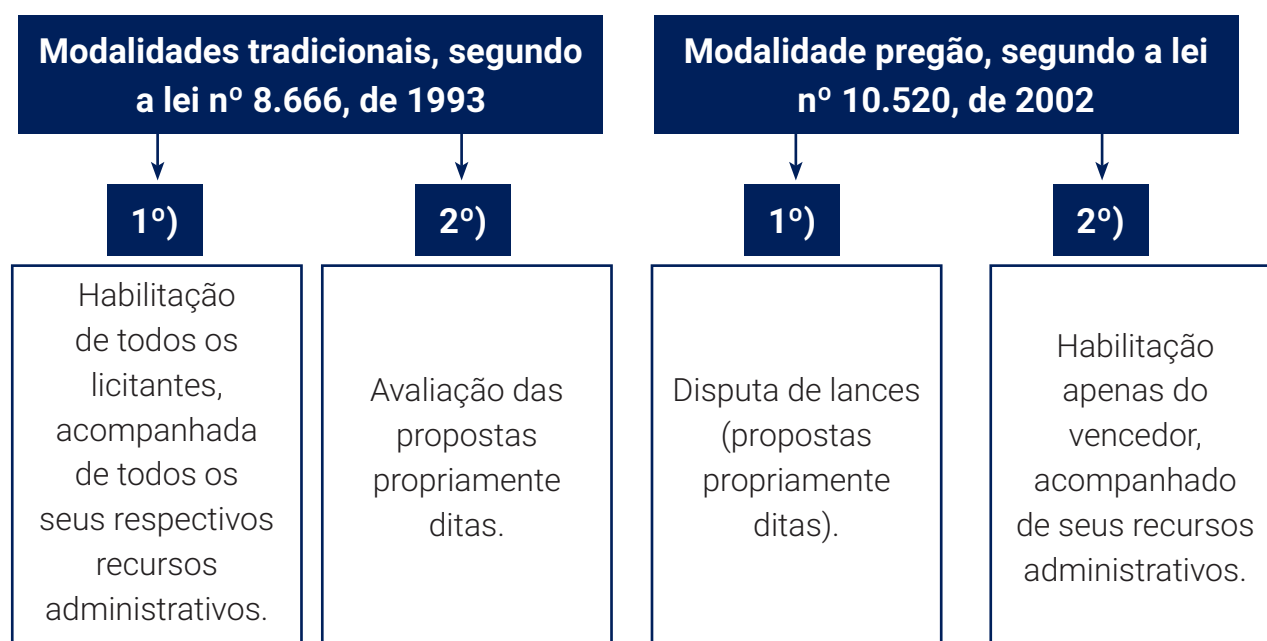 Modalidades tradicionais, segundo
a lei nº 8.666, de 1993
1º)
Habilitação
de todos os
licitantes,
acompanhada
de todos os
seus respectivos
recursos
administrativos.
2º)
Avaliação das
propostas
propriamente
ditas.
Modalidade pregão, segundo a lei
nº 10.520, de 2002
1º)
Disputa de lances
(propostas
propriamente
ditas).
2º)
Habilitação
apenas do
vencedor,
acompanhado
de seus recursos
administrativos.